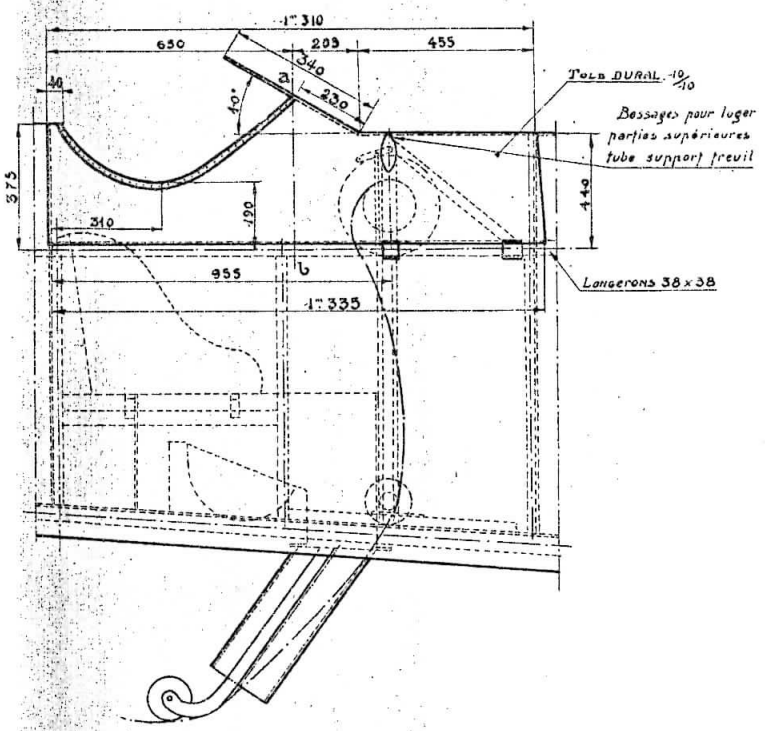 1m.310
630
203
455
340
a
230
40
40°
TOLE DURAL 10/10
Bossages pour loger
parties supérieures
tube support treuil
375
440
190
310
955
b
LONGERONS 38 x 38
1m.335